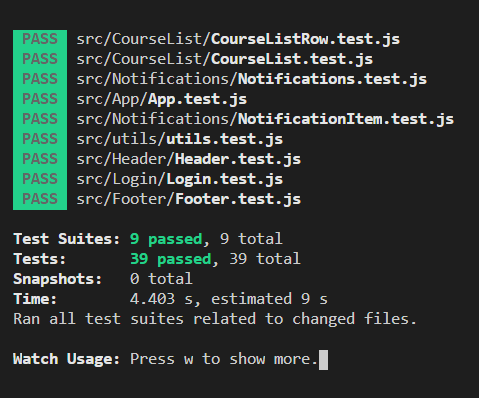 PASS src/CourseList/CourseListRow.test.js
PASS src/CourseList/CourseList.test.js
PASS src/Notifications/Notifications.test.js
PASS src/App/App.test.js
PASS src/Notifications/NotificationItem.test.js
PASS src/utils/utils.test.js
PASS src/Header/Header.test.js
PASS src/Login/Login.test.js
PASS src/Footer/Footer.test.js
Test Suites: 9 passed, 9 total
Tests: 39 passed, 39 total
Snapshots: 0 total
Time: 4.403 s, estimated 9 s
Ran all test suites related to changed files.
Watch Usage: Press w to show more.